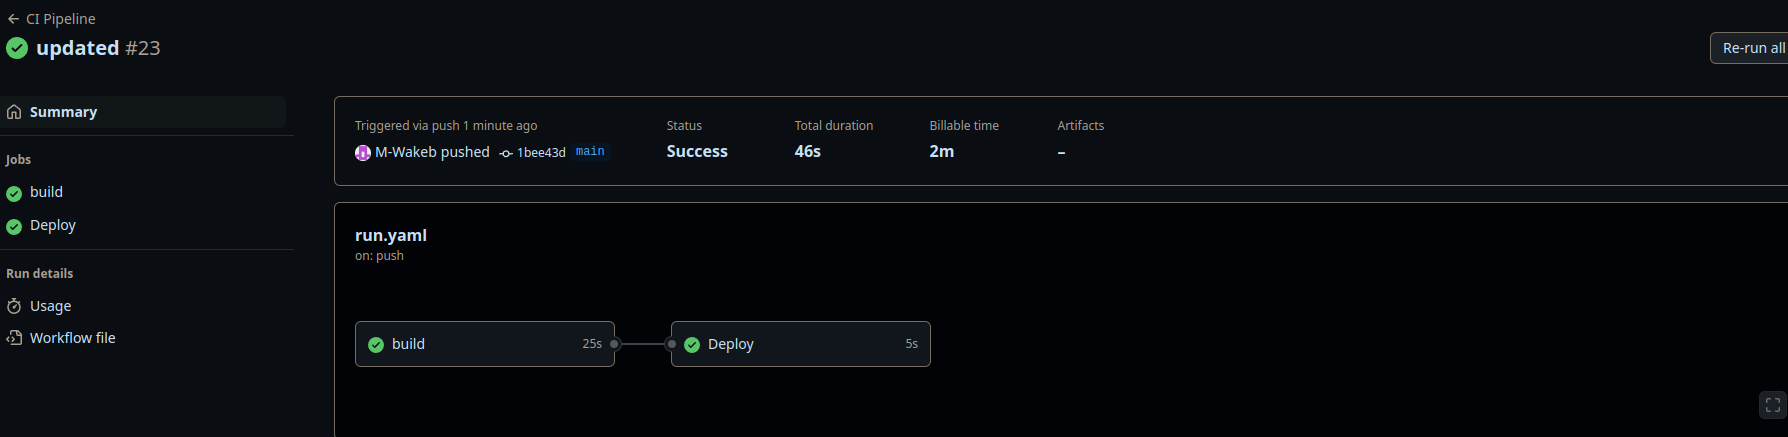 CI Pipeline
updated #23
Re-run all
Summary
Jobs
build
Deploy
Run details
Usage
Workflow file
Triggered via push 1 minute ago
M-Wakeb pushed 1bee43d main
Status
Success
Total duration
46s
Billable time
2m
Artifacts
–
run.yaml
on: push
build 25s
Deploy 5s